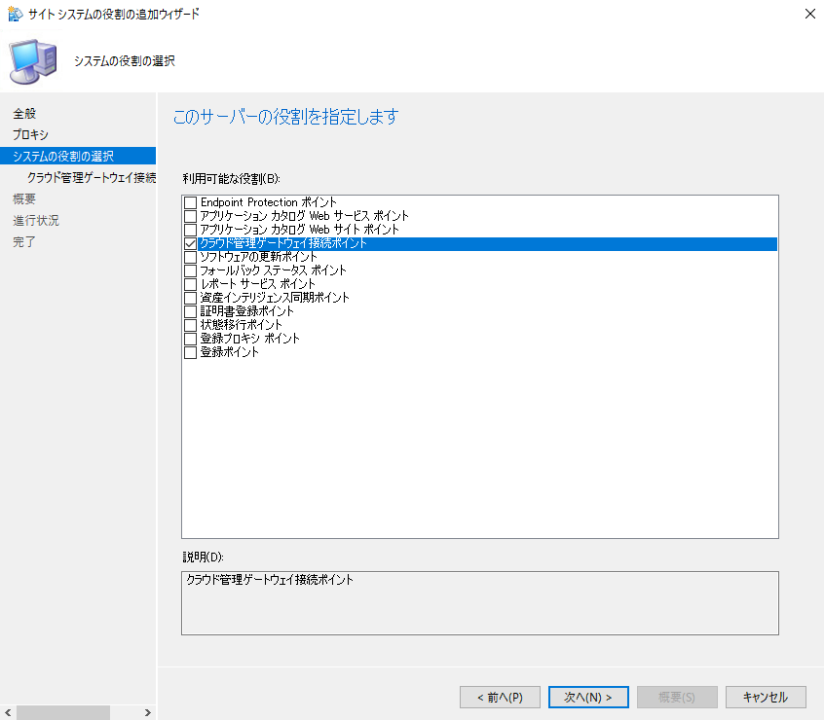 サイト システムの役割の追加ウィザード
システムの役割の選択
全般
プロキシ
システムの役割の選択
クラウド管理ゲートウェイ接続
概要
進行状況
完了
このサーバーの役割を指定します
利用可能な役割(B):
Endpoint Protection ポイント
アプリケーション カタログ Web サービス ポイント
アプリケーション カタログ Web サイト ポイント
クラウド管理ゲートウェイ接続ポイント
ソフトウェアの更新ポイント
フォールバック ステータス ポイント
レポート サービス ポイント
資産インテリジェンス同期ポイント
証明書登録ポイント
状態移行ポイント
登録プロキシ ポイント
登録ポイント
説明(D):
クラウド管理ゲートウェイ接続ポイント
< 前へ(P)
次へ(N) >
概要(S)
キャンセル